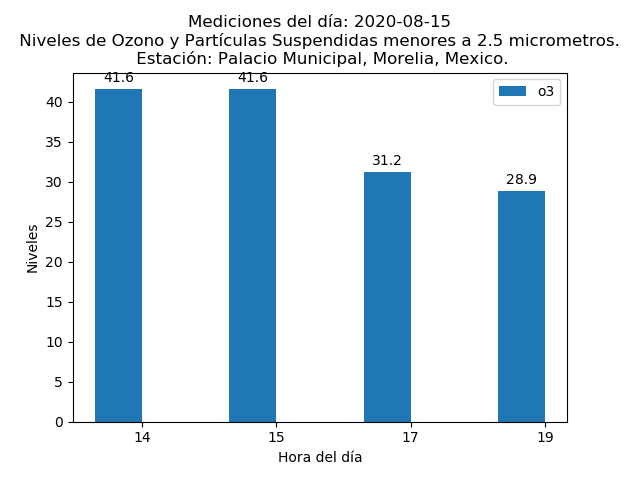 Mediciones del día: 2020-08-15
Niveles de Ozono y Partículas Suspendidas menores a 2.5 micrometros.
Estación: Palacio Municipal, Morelia, Mexico.
41.6
41.6
31.2
28.9
o3
40
35
30
25
20
15
10
5
0
Niveles
14
15
17
19
Hora del día